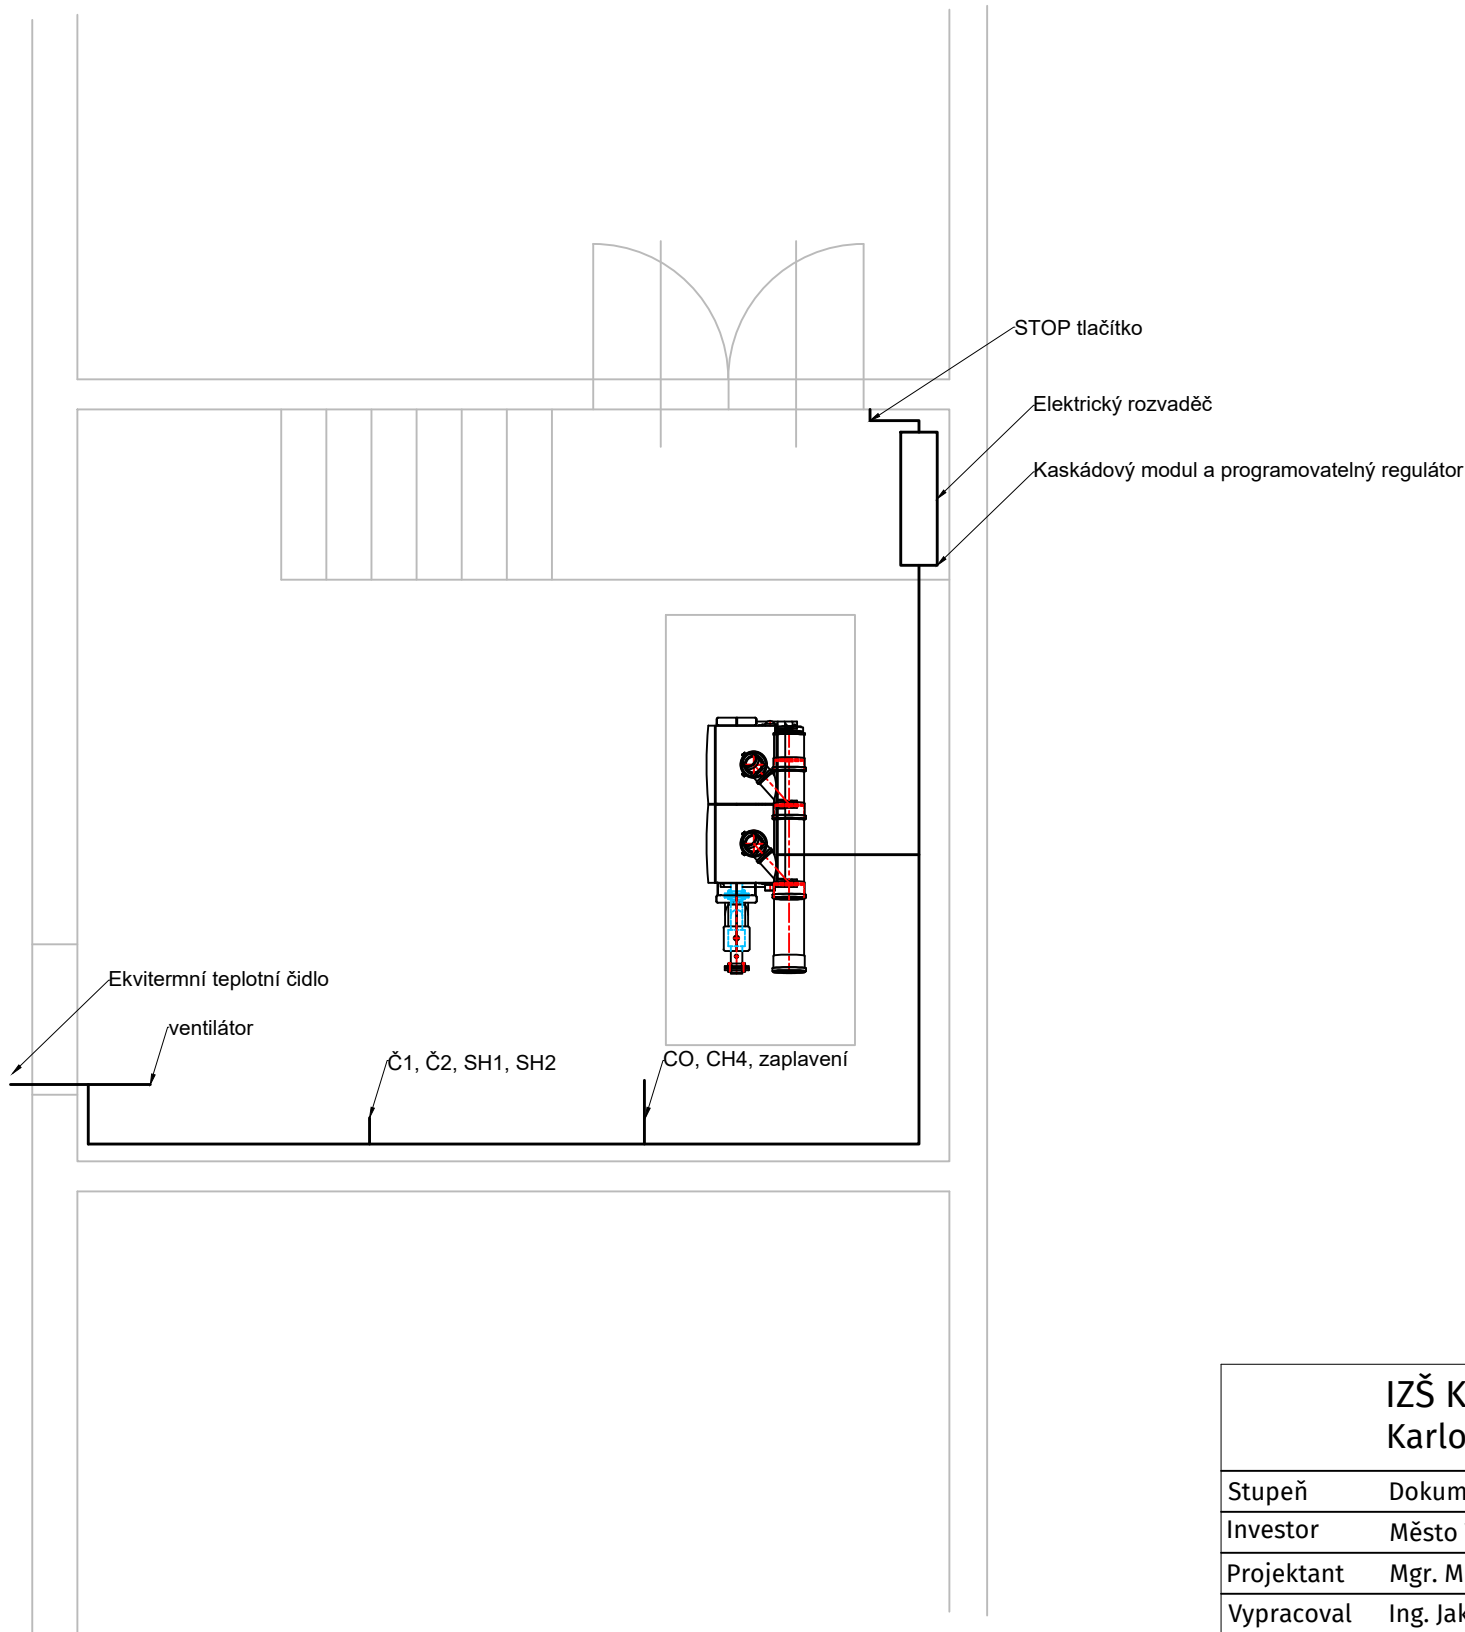 STOP tlačítko
Elektrický rozvaděč
Kaskádový modul a programovatelný regulátor
Ekvitermní teplotní čidlo
ventilátor
Č1, Č2, SH1, SH2
CO, CH4, zaplavení
IZŠ K
Karlo
Stupeň Dokum
Investor Město
Projektant Mgr. M
Vypracoval Ing. Jak